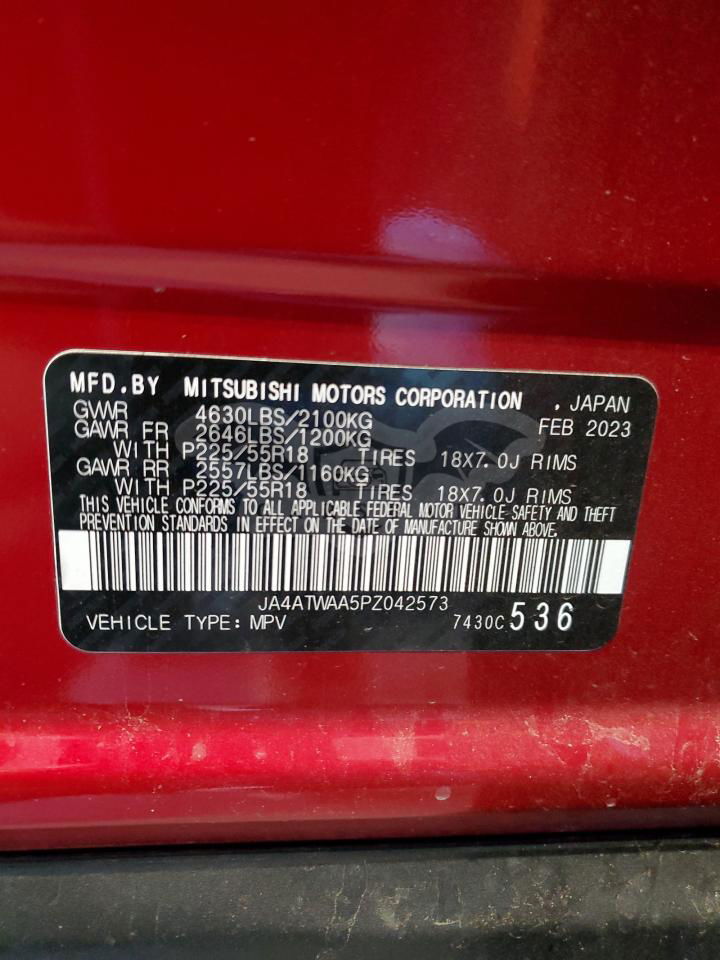 MFD.BY MITSUBISHI MOTORS CORPORATION , JAPAN
GVWR 4630LBS/2100KG FEB 2023
GAWR FR 2646LBS/1200KG
WITH P225/55R18 TIRES 18X7.0J RIMS
GAWR RR 2557LBS/1160KG
WITH P225/55R18 TIRES 18X7.0J RIMS
THIS VEHICLE CONFORMS TO ALL APPLICABLE FEDERAL MOTOR VEHICLE SAFETY AND THEFT
PREVENTION STANDARDS IN EFFECT ON THE DATE OF MANUFACTURE SHOWN ABOVE.
JA4ATWAA5PZ042573
VEHICLE TYPE: MPV 7430C 536